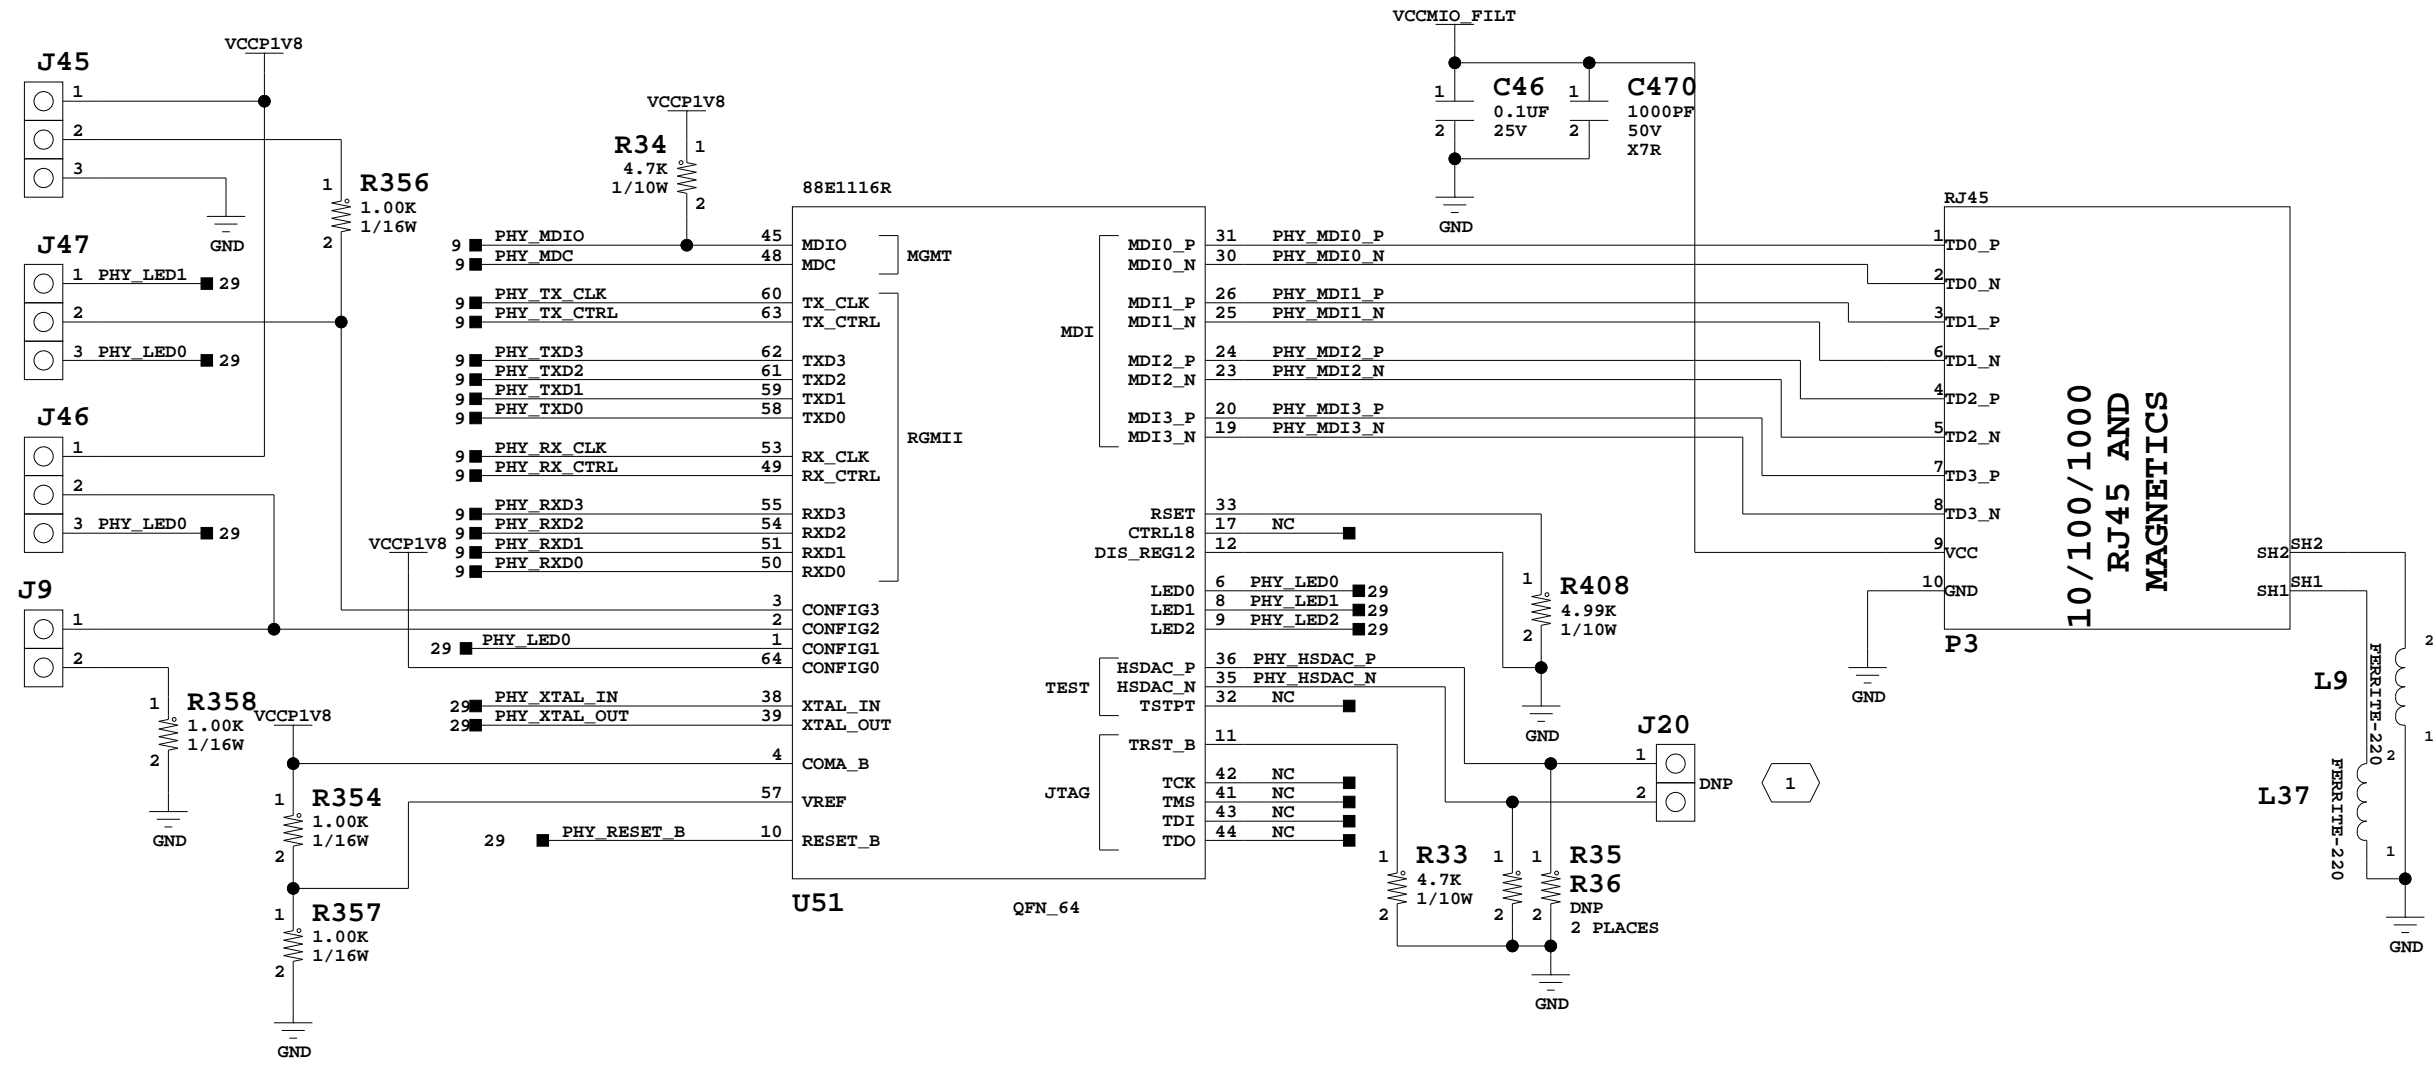 VCCMIO_FILT
VCCP1V8
J45
1
2
3
GND
R356
1.00K
1/16W
1
2
J47
1 PHY_LED1 29
2
3 PHY_LED0 29
J46
1
2
3 PHY_LED0 29
J9
1
2
R358
1.00K
1/16W
1
2
GND
VCCP1V8
R34
4.7K
1/10W
1
2
88E1116R
9 PHY_MDIO 45 MDIO
9 PHY_MDC 48 MDC
MGMT
9 PHY_TX_CLK 60 TX_CLK
9 PHY_TX_CTRL 63 TX_CTRL
9 PHY_TXD3 62 TXD3
9 PHY_TXD2 61 TXD2
9 PHY_TXD1 59 TXD1
9 PHY_TXD0 58 TXD0
RGMII
9 PHY_RX_CLK 53 RX_CLK
9 PHY_RX_CTRL 49 RX_CTRL
9 PHY_RXD3 55 RXD3
9 PHY_RXD2 54 RXD2
9 PHY_RXD1 51 RXD1
9 PHY_RXD0 50 RXD0
VCCP1V8
3 CONFIG3
2 CONFIG2
29 PHY_LED0 1 CONFIG1
64 CONFIG0
29 PHY_XTAL_IN 38 XTAL_IN
29 PHY_XTAL_OUT 39 XTAL_OUT
VCCP1V8
4 COMA_B
57 VREF
29 PHY_RESET_B 10 RESET_B
R354
1.00K
1/16W
1
2
R357
1.00K
1/16W
1
2
GND
U51
QFN_64
MDI
MDI0_P 31 PHY_MDI0_P
MDI0_N 30 PHY_MDI0_N
MDI1_P 26 PHY_MDI1_P
MDI1_N 25 PHY_MDI1_N
MDI2_P 24 PHY_MDI2_P
MDI2_N 23 PHY_MDI2_N
MDI3_P 20 PHY_MDI3_P
MDI3_N 19 PHY_MDI3_N
RSET 33
CTRL18 17 NC
DIS_REG12 12
LED0 6 PHY_LED0 29
LED1 8 PHY_LED1 29
LED2 9 PHY_LED2 29
TEST
HSDAC_P 36 PHY_HSDAC_P
HSDAC_N 35 PHY_HSDAC_N
TSTPT 32 NC
JTAG
TRST_B 11
TCK 42 NC
TMS 41 NC
TDI 43 NC
TDO 44 NC
C46
0.1UF
25V
1
2
C470
1000PF
50V
X7R
1
2
GND
R408
4.99K
1/10W
1
2
GND
J20
1
2
DNP
1
R33
4.7K
1/10W
1
2
R35
R36
DNP
2 PLACES
1
2
1
2
GND
RJ45
1 TD0_P
2 TD0_N
3 TD1_P
6 TD1_N
4 TD2_P
5 TD2_N
7 TD3_P
8 TD3_N
9 VCC
10 GND
GND
10/100/1000
RJ45 AND
MAGNETICS
SH2 SH2
SH1 SH1
P3
L9
FERRITE-220
2
1
L37
FERRITE-220
2
1
GND